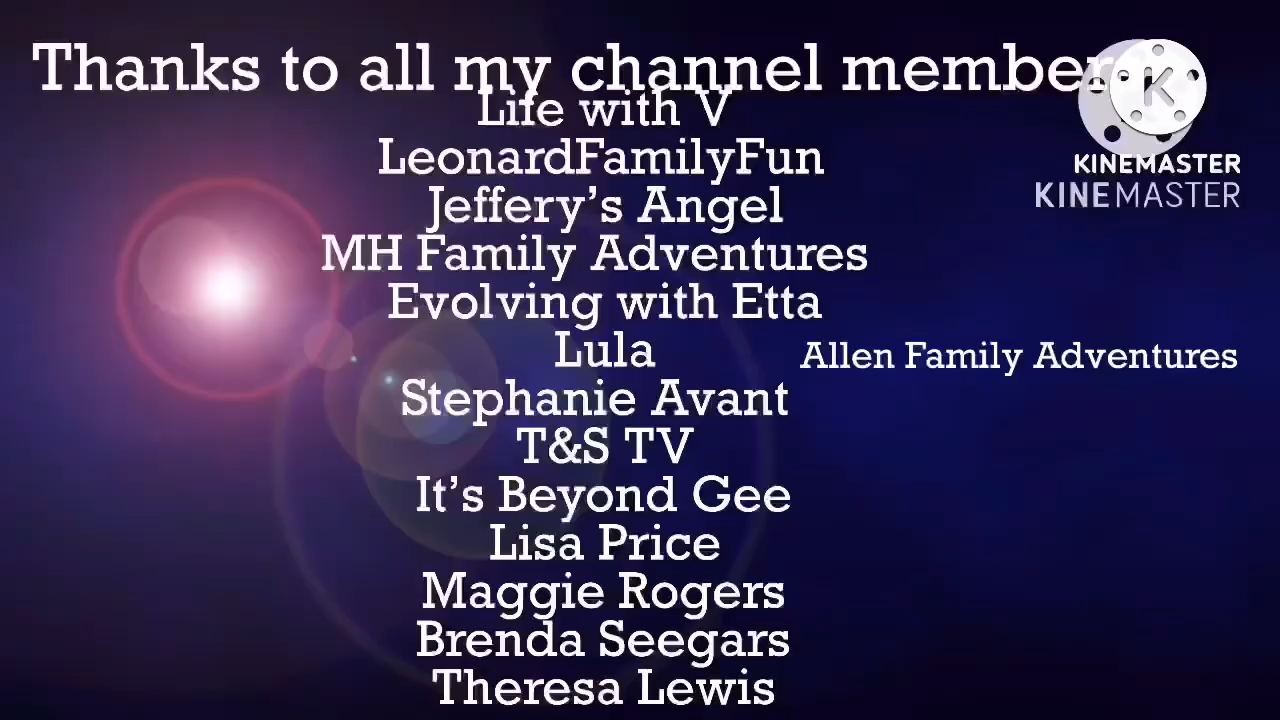 Thanks to all my channel member
Life with V
LeonardFamilyFun
Jeffery's Angel
MH Family Adventures
Evolving with Etta
Lula
Allen Family Adventures
Stephanie Avant
T&S TV
It's Beyond Gee
Lisa Price
Maggie Rogers
Brenda Seegars
Theresa Lewis
K
KINEMASTER
KINEMASTER